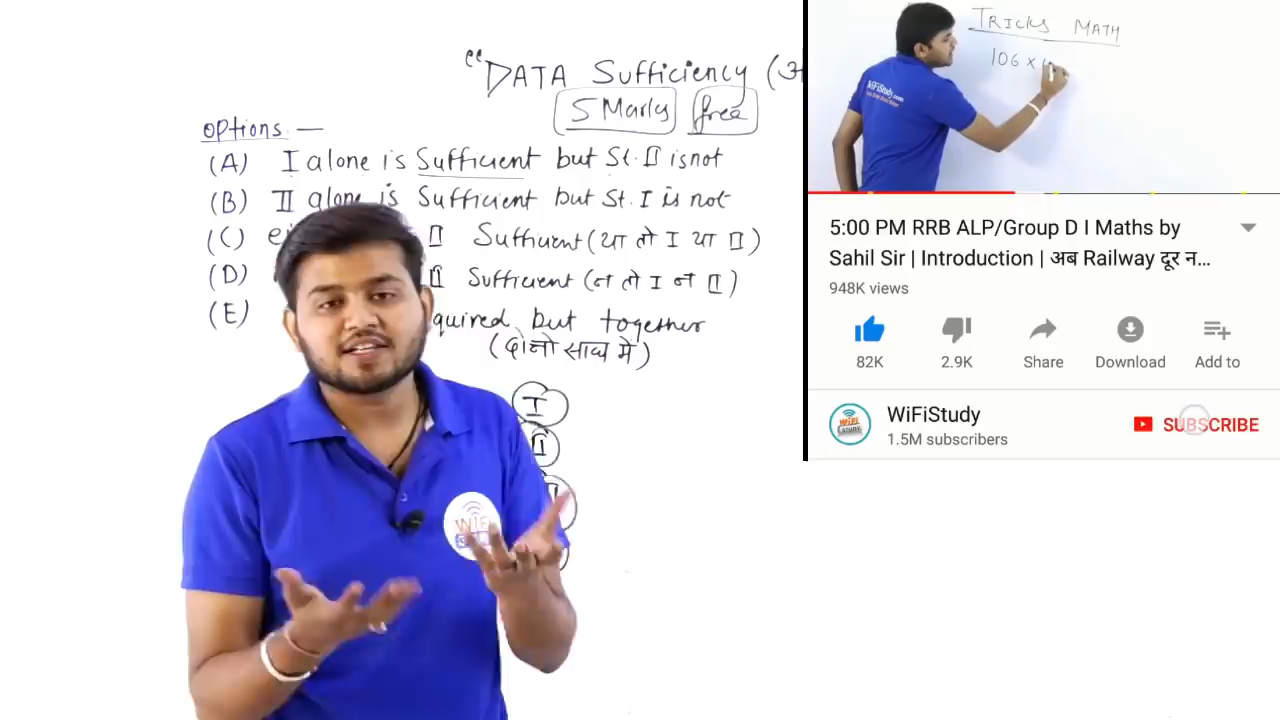 "DATA Sufficiency (
5 Marks free
options: —
(A) I alone is Sufficient but St. II is not
(B) II alone is Sufficient but St. I is not
(C) II Sufficient (या तो I या II)
(D) II Sufficient (न तो I न II)
(E) quired but together
(दोनो साथ में)
I
II
TRICKS MATH
106 ×
WiFiStudy.com
5:00 PM RRB ALP/Group D I Maths by
Sahil Sir | Introduction | अब Railway दूर न...
948K views
82K 2.9K Share Download Add to
WiFiStudy SUBSCRIBE
1.5M subscribers